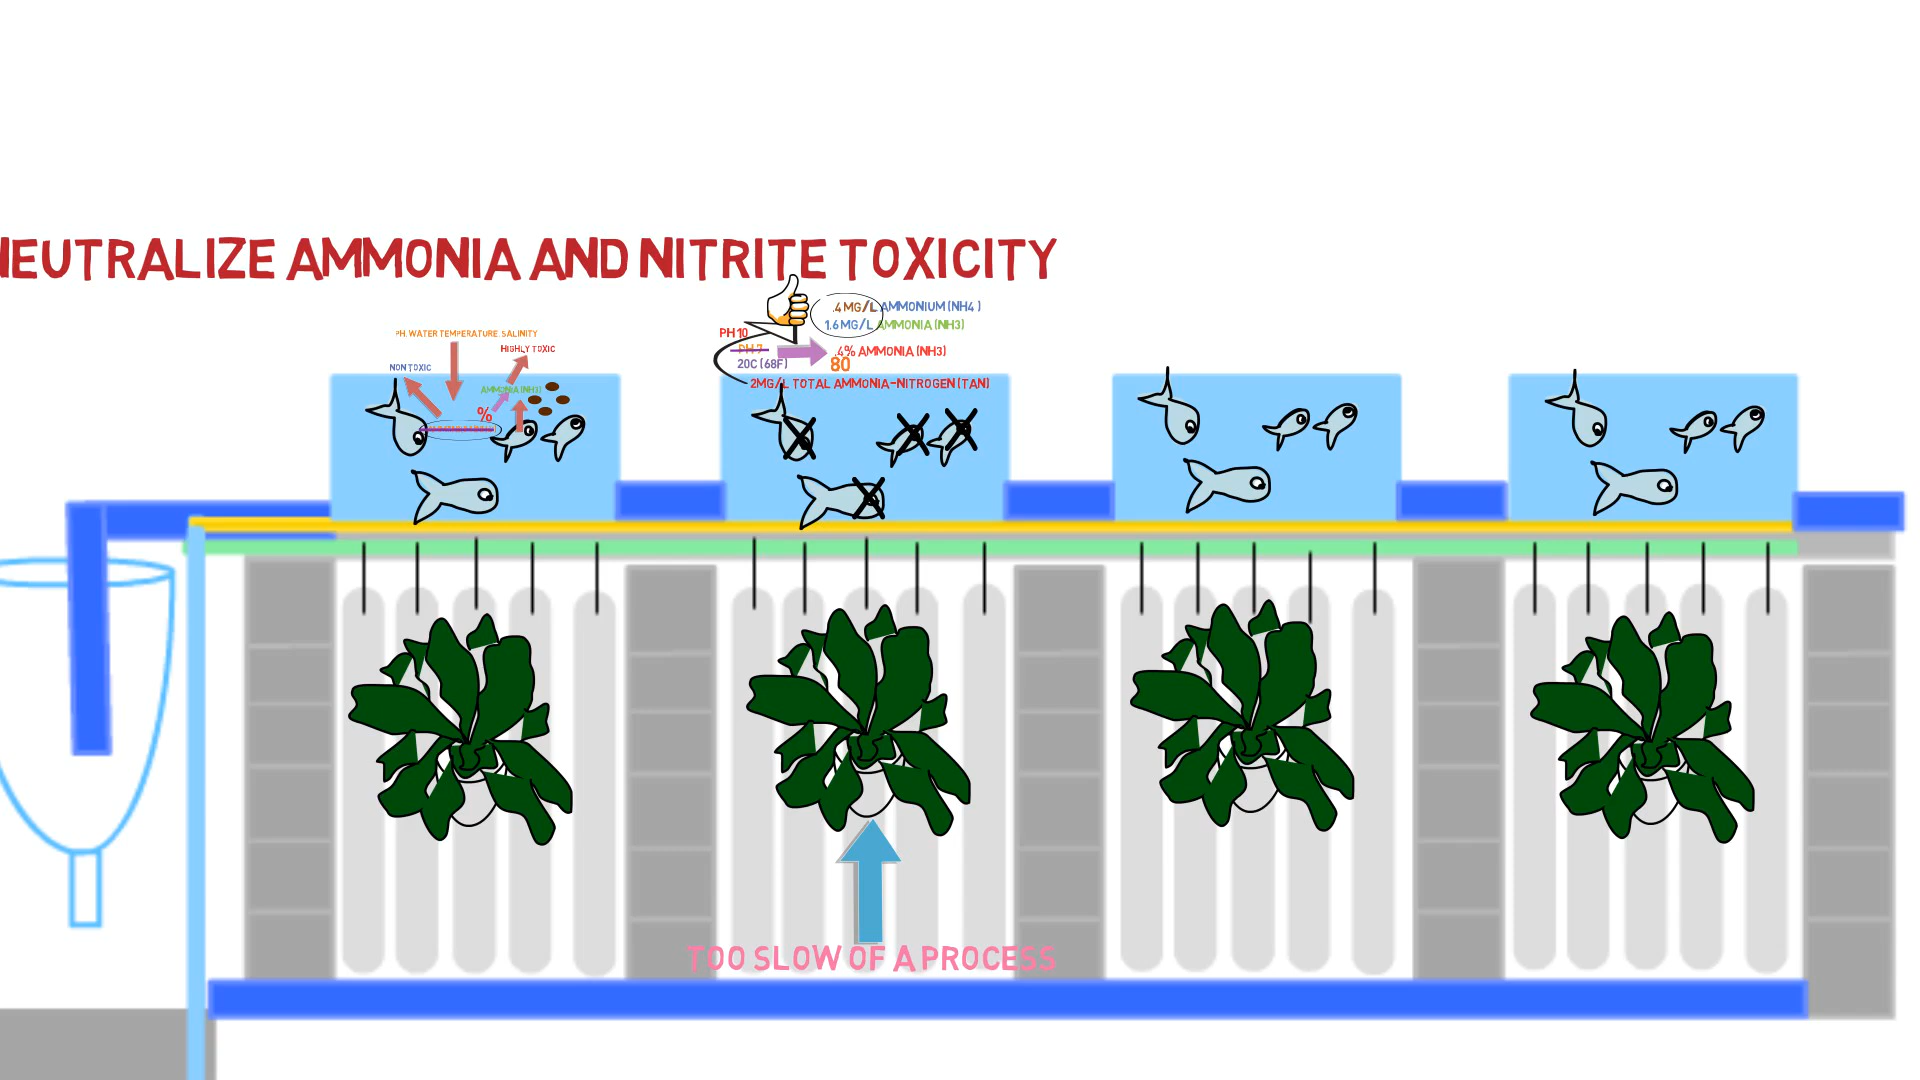 NEUTRALIZE AMMONIA AND NITRITE TOXICITY
PH, WATER TEMPERATURE, SALINITY
HIGHLY TOXIC
NON TOXIC
AMMONIA (NH3)
%
.4 MG/L AMMONIUM (NH4)
1.6 MG/L AMMONIA (NH3)
PH 10
PH 7
.4% AMMONIA (NH3)
20C (68F)
80
2MG/L TOTAL AMMONIA-NITROGEN (TAN)
TOO SLOW OF A PROCESS